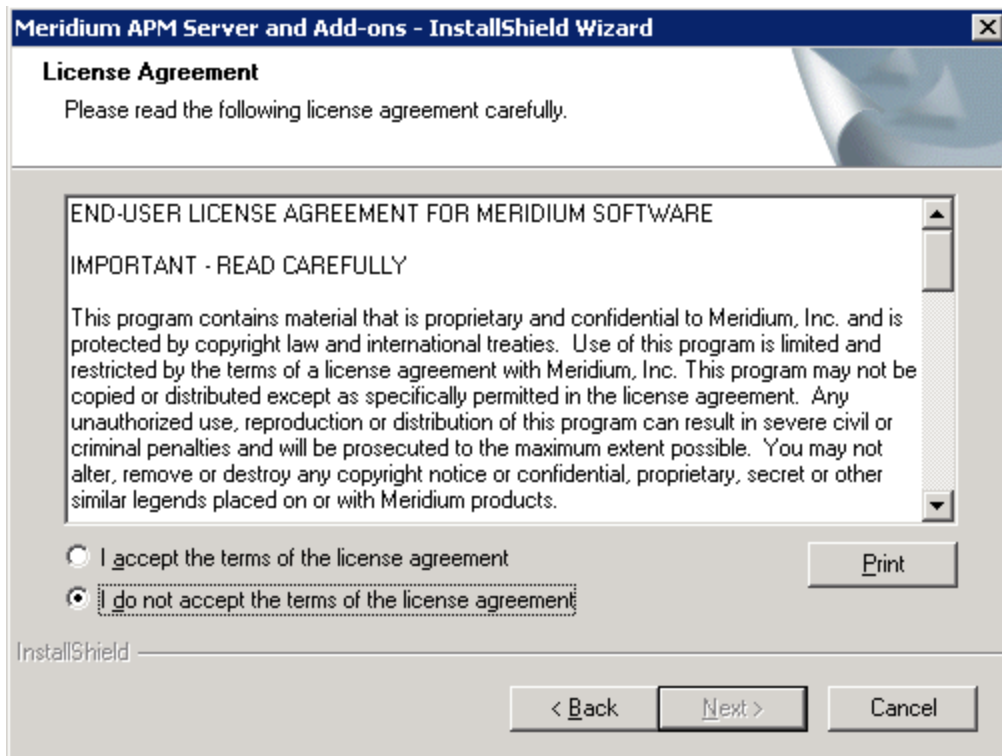 Meridium APM Server and Add-ons - InstallShield Wizard
License Agreement
Please read the following license agreement carefully.
END-USER LICENSE AGREEMENT FOR MERIDIUM SOFTWARE
IMPORTANT - READ CAREFULLY
This program contains material that is proprietary and confidential to Meridium, Inc. and is
protected by copyright law and international treaties.  Use of this program is limited and
restricted by the terms of a license agreement with Meridium, Inc. This program may not be
copied or distributed except as specifically permitted in the license agreement.  Any
unauthorized use, reproduction or distribution of this program can result in severe civil or
criminal penalties and will be prosecuted to the maximum extent possible.  You may not
alter, remove or destroy any copyright notice or confidential, proprietary, secret or other
similar legends placed on or with Meridium products.
I accept the terms of the license agreement
Print
I do not accept the terms of the license agreement
InstallShield
< Back
Next >
Cancel